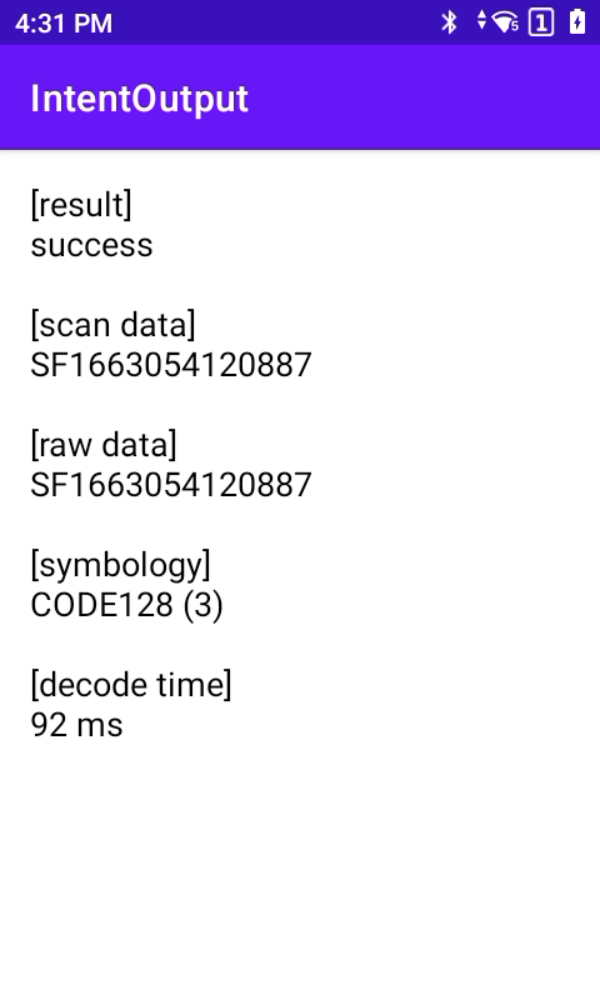 4:31 PM
5
1
IntentOutput
[result]
success
[scan data]
SF1663054120887
[raw data]
SF1663054120887
[symbology]
CODE128 (3)
[decode time]
92 ms